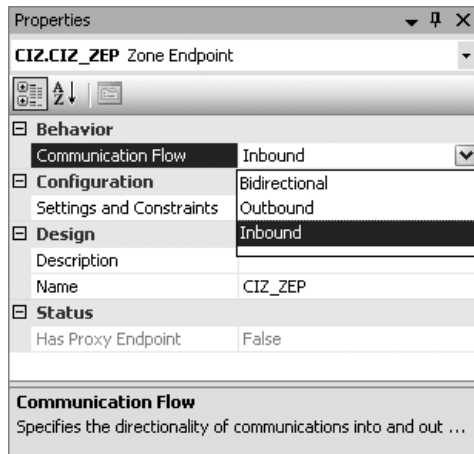 Properties
CIZ.CIZ_ZEP Zone Endpoint
Behavior
Communication Flow Inbound
Configuration Bidirectional
Settings and Constraints Outbound
Design Inbound
Description
Name CIZ_ZEP
Status
Has Proxy Endpoint False
Communication Flow
Specifies the directionality of communications into and out ...